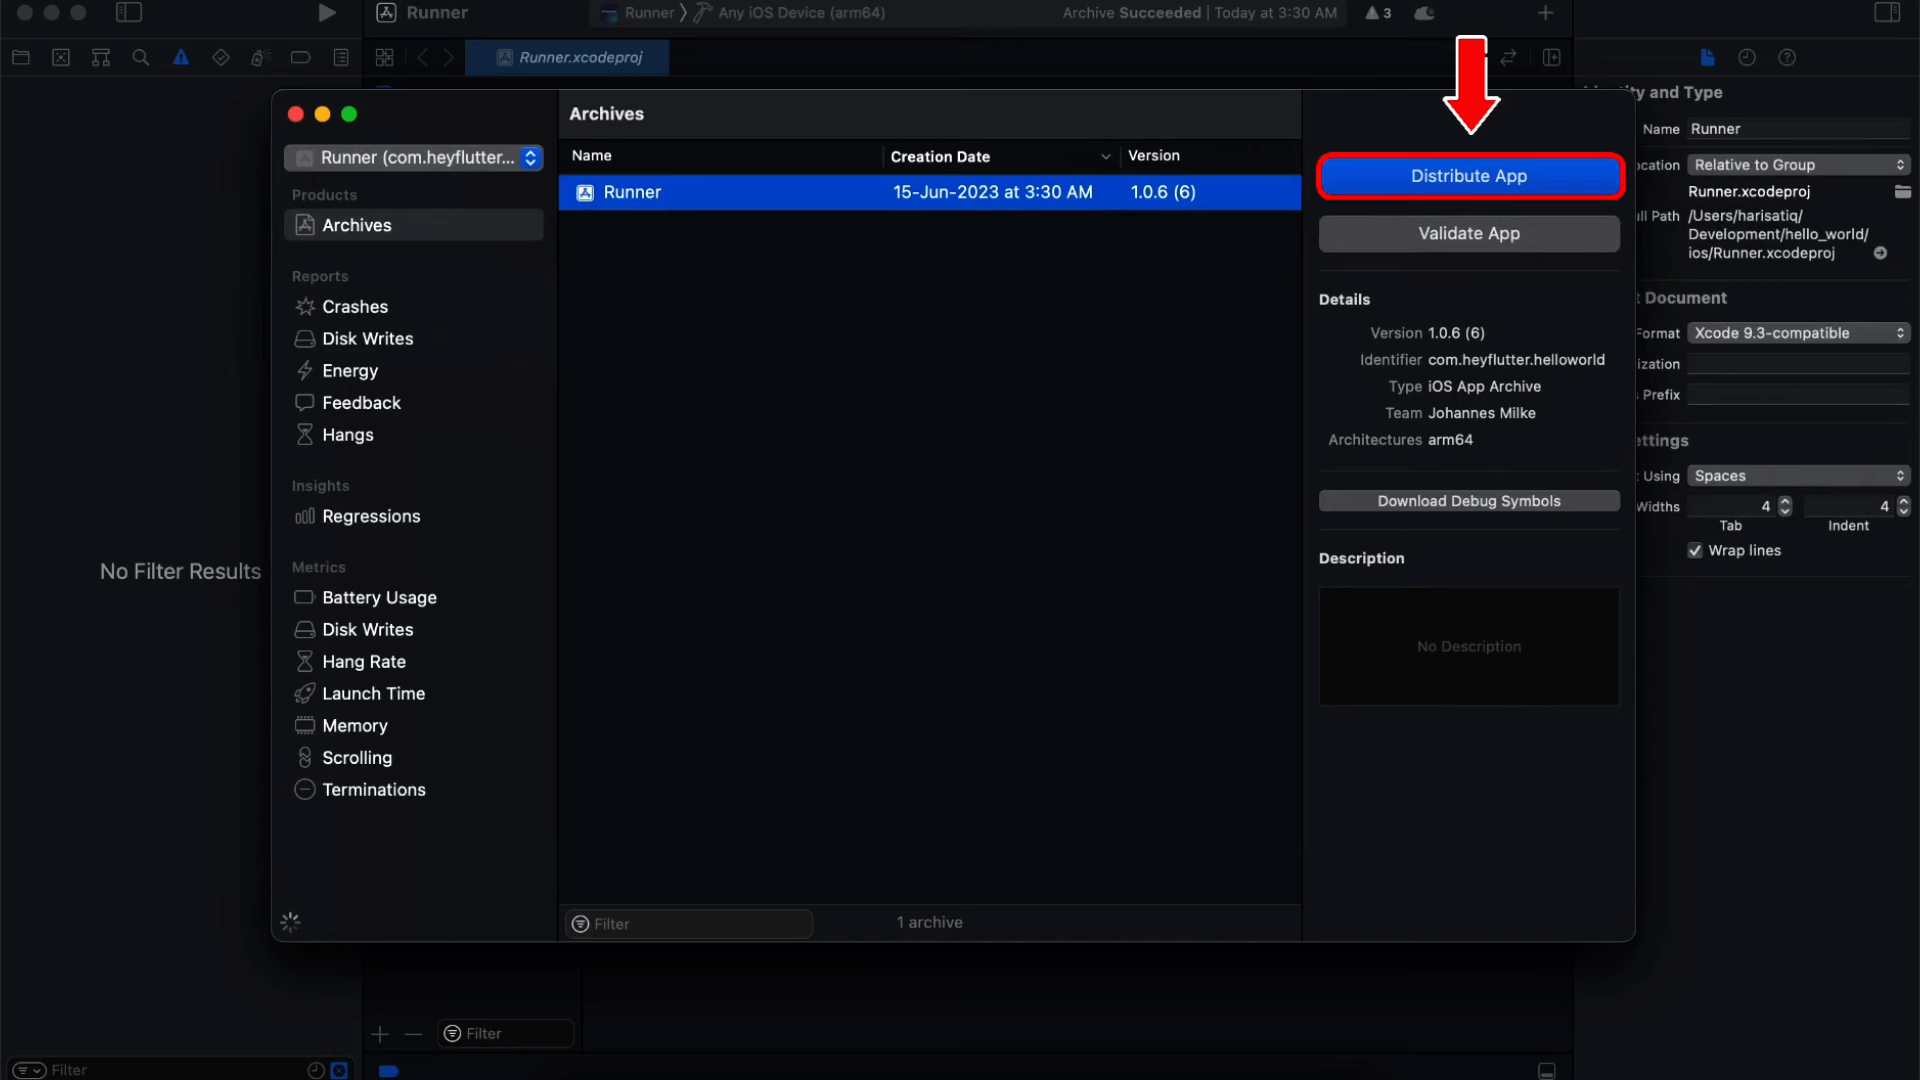 Runner
Runner
Any iOS Device (arm64)
Archive Succeeded | Today at 3:30 AM
3
Runner.xcodeproj
Archives
Runner (com.heyflutter...
Products
Archives
Reports
Crashes
Disk Writes
Energy
Feedback
Hangs
Insights
Regressions
Metrics
Battery Usage
Disk Writes
Hang Rate
Launch Time
Memory
Scrolling
Terminations
No Filter Results
Name Creation Date Version
Runner 15-Jun-2023 at 3:30 AM 1.0.6 (6)
Filter
1 archive
Distribute App
Validate App
Details
Version 1.0.6 (6)
Identifier com.heyflutter.helloworld
Type iOS App Archive
Team Johannes Milke
Architectures arm64
Download Debug Symbols
Description
No Description
and Type
Name Runner
Relative to Group
Runner.xcodeproj
Path /Users/harisatiq/
Development/hello_world/
ios/Runner.xcodeproj
Document
Format Xcode 9.3-compatible
Prefix
Using Spaces
Widths 4 4
Tab Indent
Wrap lines
Filter
Filter